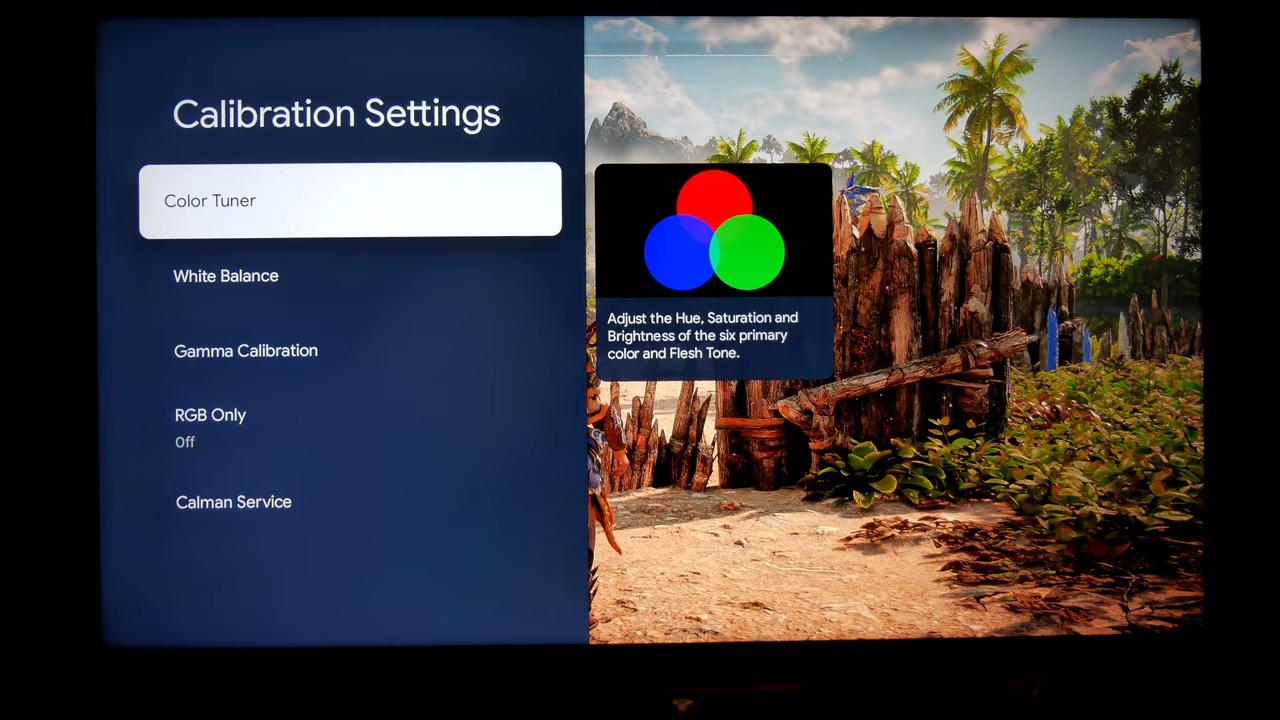 Calibration Settings
Color Tuner
White Balance
Gamma Calibration
RGB Only
Off
Calman Service
E
Adjust the Hue, Saturation and
Brightness of the six primary
color and Flesh Tone.